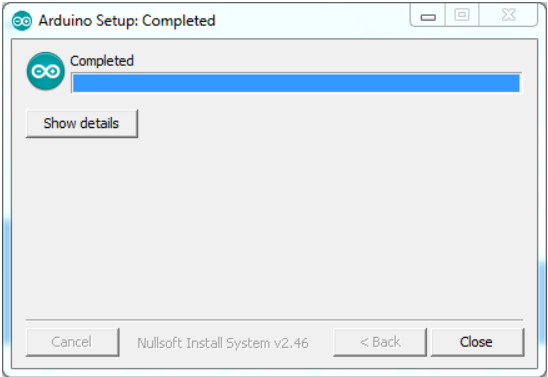 Arduino Setup: Completed
Completed
Show details
Cancel
Nullsoft Install System v2.46
< Back
Close